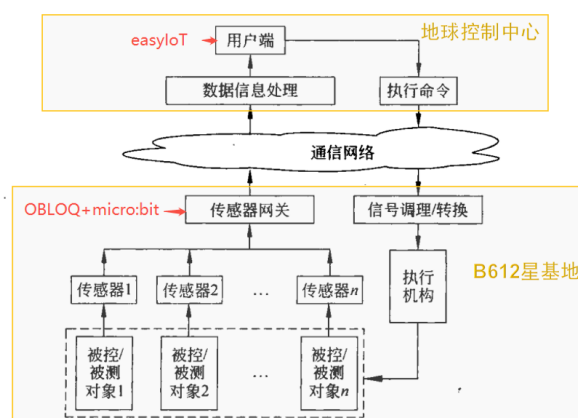 地球控制中心
easyIoT
用户端
数据信息处理
执行命令
通信网络
OBLOQ+micro:bit
传感器网关
信号调理/转换
B612星基地
执行
机构
传感器1
传感器2
…
传感器n
被控/
被测
对象1
被控/
被测
对象2
…
被控/
被测
对象n